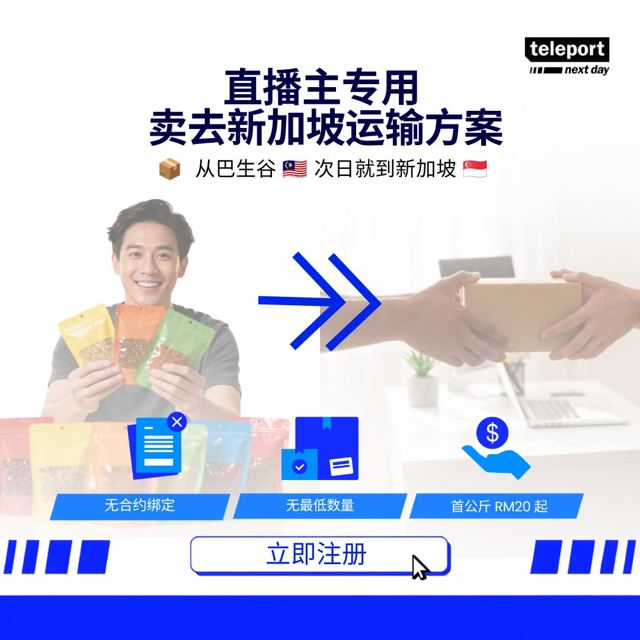 teleport
next day
直播主专用
卖去新加坡运输方案
📦 从巴生谷 🇲🇾 次日就到新加坡 🇸🇬
$
无合约绑定
无最低数量
首公斤 RM20 起
立即注册